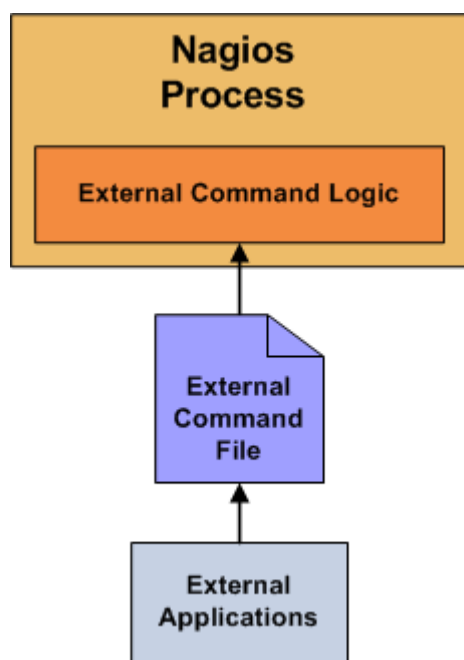 Nagios
Process
External Command Logic
External
Command
File
External
Applications